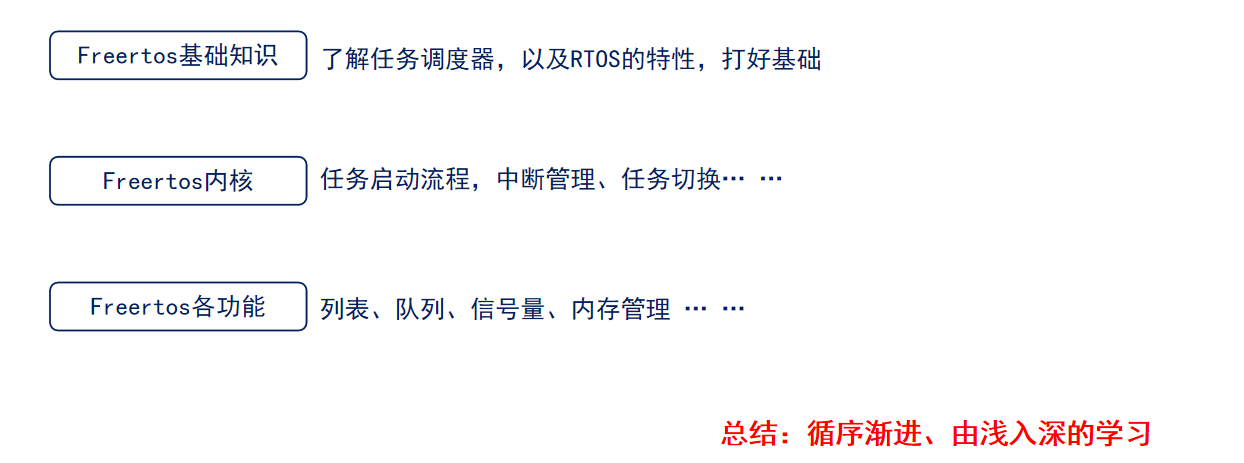 Freertos基础知识 了解任务调度器，以及RTOS的特性，打好基础
Freertos内核 任务启动流程，中断管理、任务切换… …
Freertos各功能 列表、队列、信号量、内存管理 … …
总结：循序渐进、由浅入深的学习